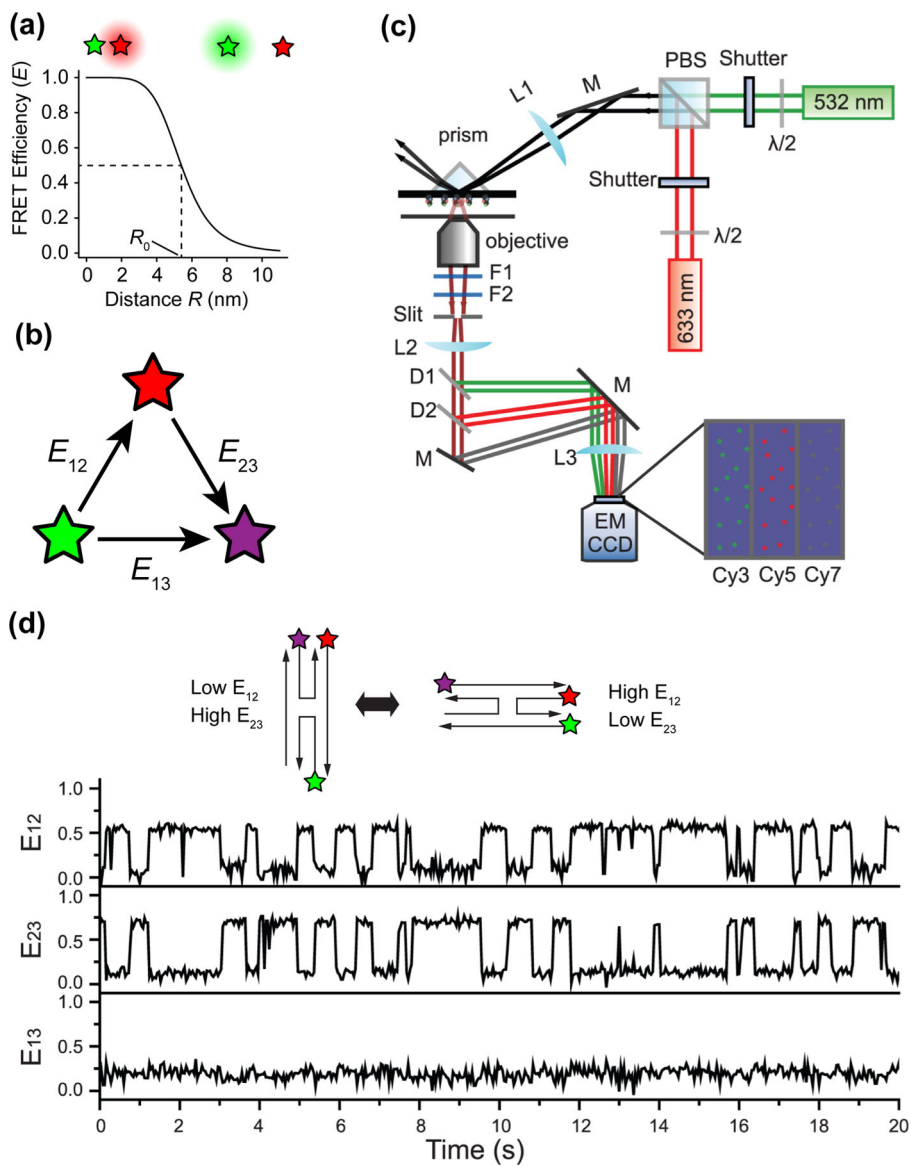 (a)
FRET Efficiency (E)
1.0
0.8
0.6
0.4
0.2
0.0
R0
0 2 4 6 8 10
Distance R (nm)
(b)
E12
E23
E13
(c)
PBS
Shutter
M
L1
532 nm
λ/2
prism
Shutter
λ/2
objective
633 nm
F1
F2
Slit
L2
D1
M
D2
M
L3
EM
CCD
Cy3 Cy5 Cy7
(d)
Low E12
High E23
High E12
Low E23
E12
1.0
0.5
0.0
E23
1.0
0.5
0.0
E13
1.0
0.5
0.0
0 2 4 6 8 10 12 14 16 18 20
Time (s)